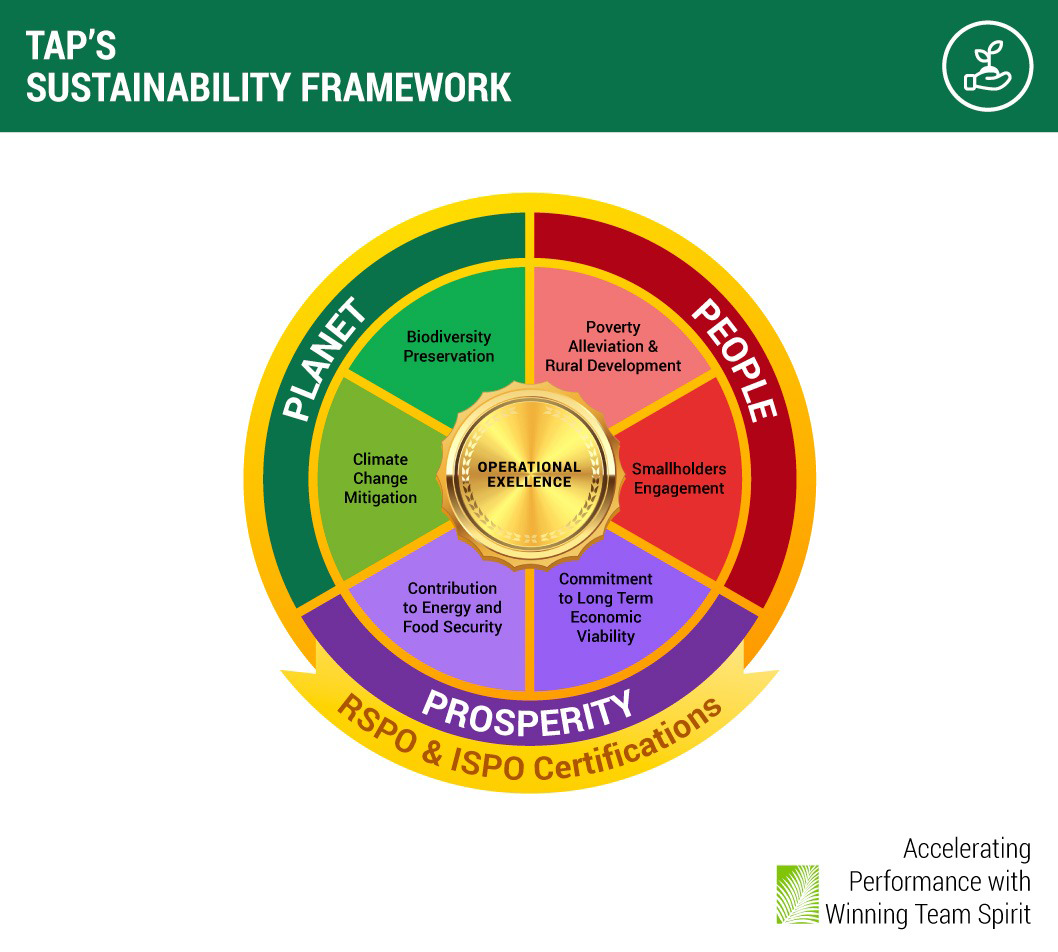 TAP’S
SUSTAINABILITY FRAMEWORK
PLANET
PEOPLE
Biodiversity
Preservation
Poverty
Alleviation &
Rural Development
Climate
Change
Mitigation
OPERATIONAL
EXELLENCE
Smallholders
Engagement
Contribution
to Energy and
Food Security
Commitment
to Long Term
Economic
Viability
PROSPERITY
RSPO & ISPO Certifications
Accelerating
Performance with
Winning Team Spirit